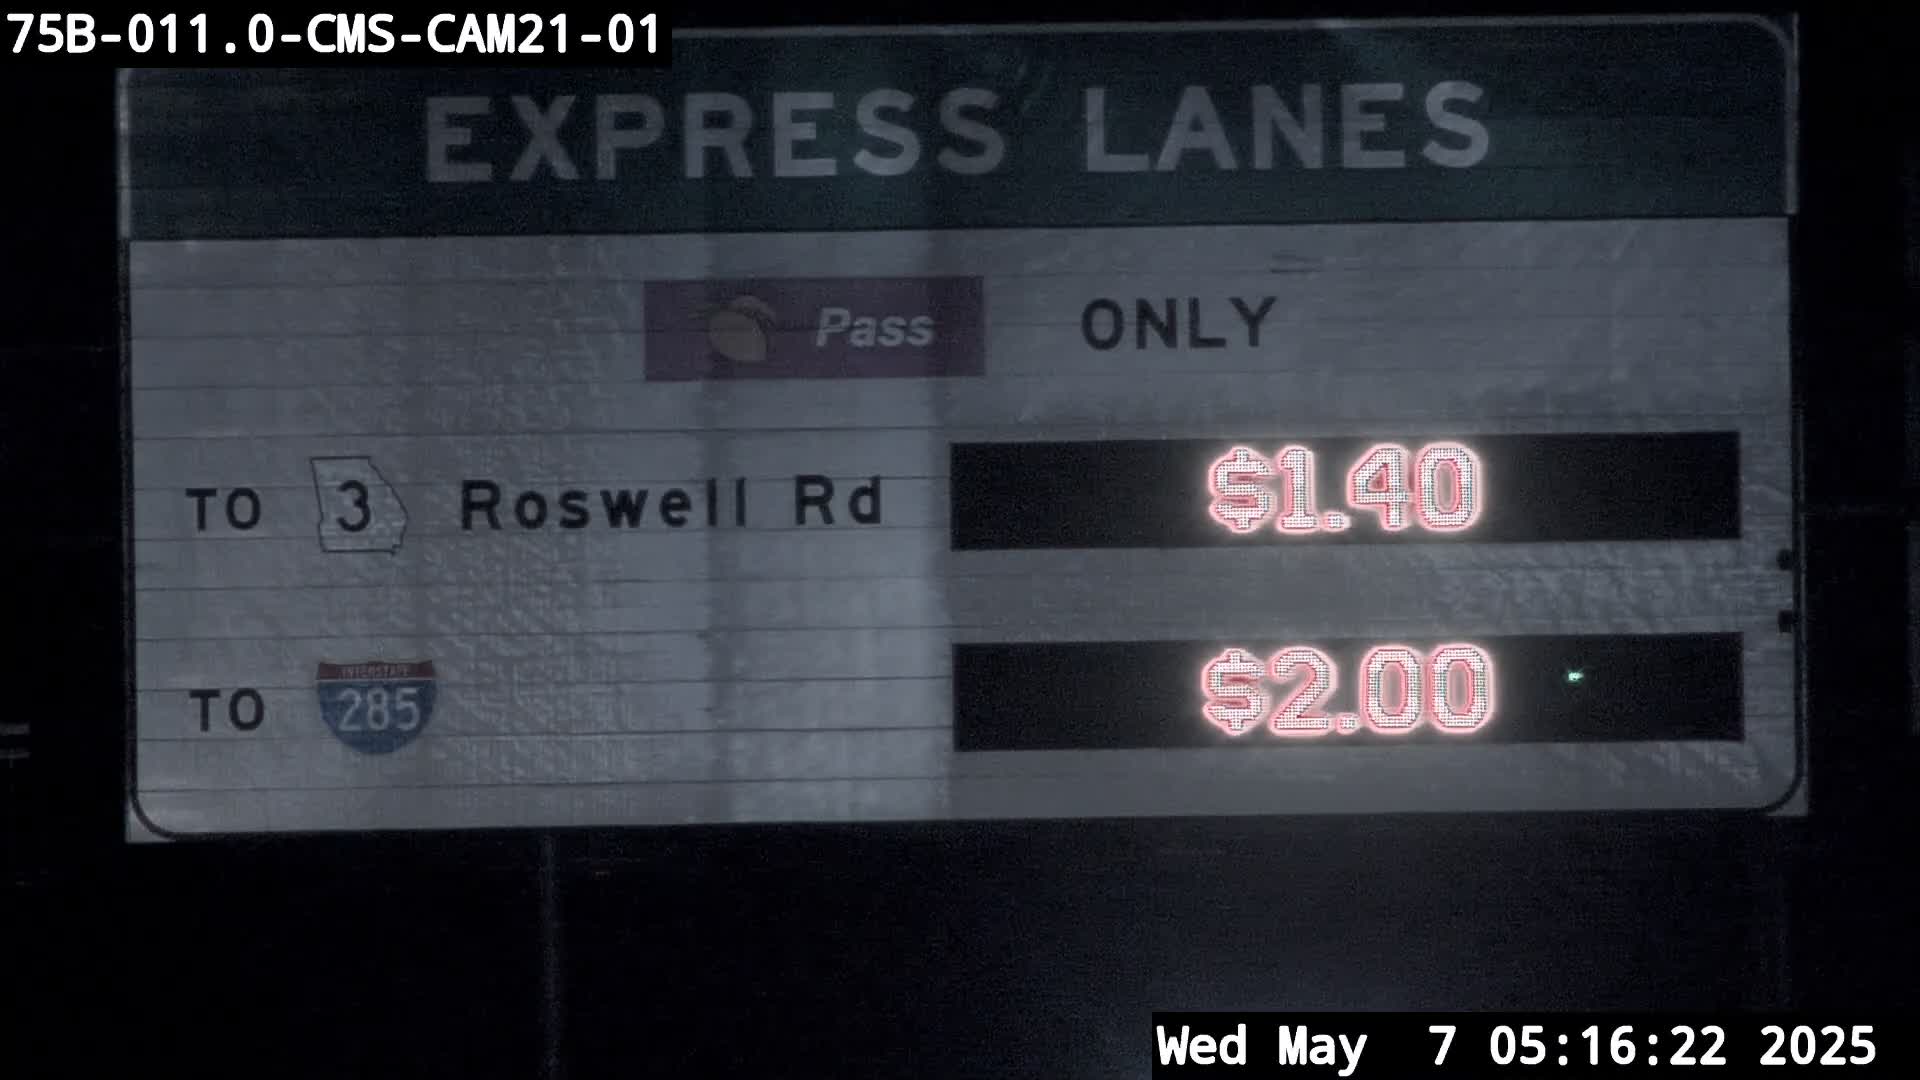 75B-011.0-CMS-CAM21-01
EXPRESS LANES
Pass ONLY
TO 3 Roswell Rd $1.40
INTERSTATE
TO 285 $2.00
Wed May 7 05:16:22 2025